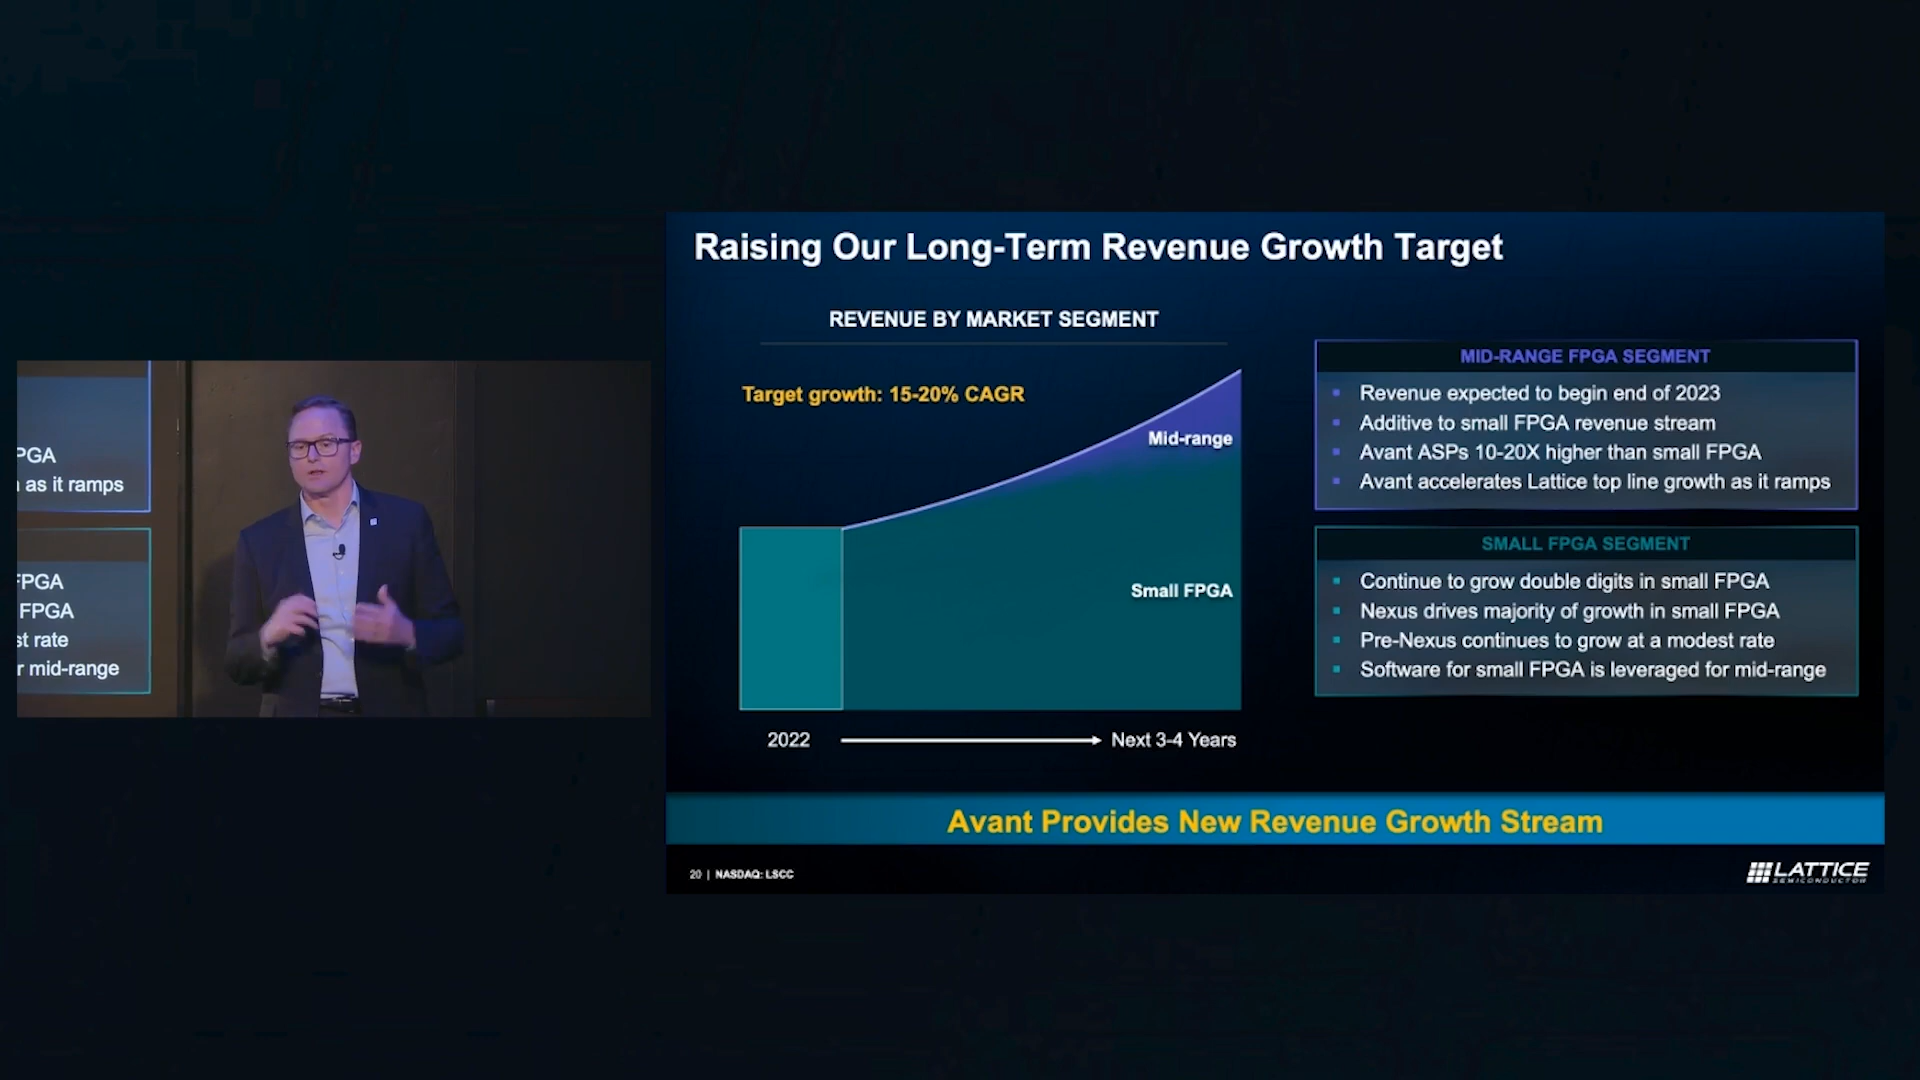 PGA
as it ramps
FPGA
FPGA
st rate
r mid-range
Raising Our Long-Term Revenue Growth Target
REVENUE BY MARKET SEGMENT
Target growth: 15-20% CAGR
Mid-range
Small FPGA
2022
Next 3-4 Years
MID-RANGE FPGA SEGMENT
▪ Revenue expected to begin end of 2023
▪ Additive to small FPGA revenue stream
▪ Avant ASPs 10-20X higher than small FPGA
▪ Avant accelerates Lattice top line growth as it ramps
SMALL FPGA SEGMENT
▪ Continue to grow double digits in small FPGA
▪ Nexus drives majority of growth in small FPGA
▪ Pre-Nexus continues to grow at a modest rate
▪ Software for small FPGA is leveraged for mid-range
Avant Provides New Revenue Growth Stream
20 | NASDAQ: LSCC
LATTICE
SEMICONDUCTOR